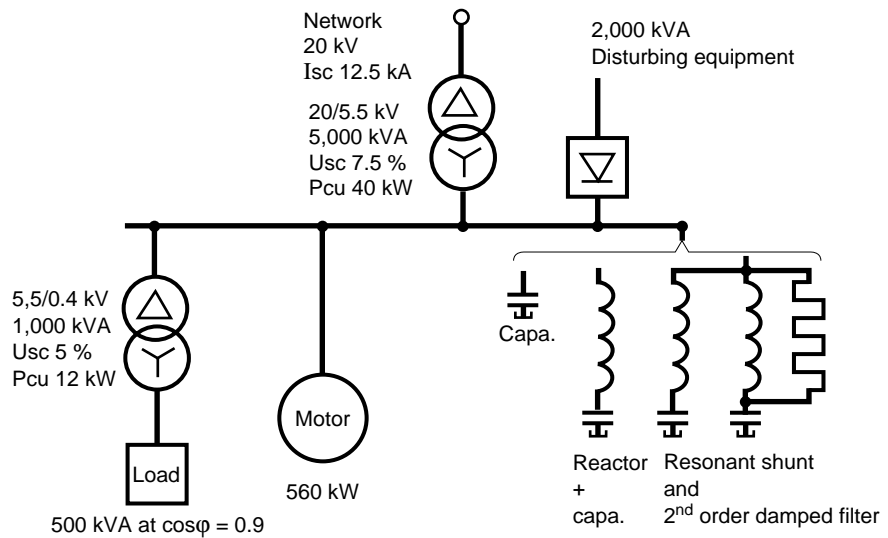 Network
20 kV
Isc 12.5 kA
20/5.5 kV
5,000 kVA
Usc 7.5 %
Pcu 40 kW
2,000 kVA
Disturbing equipment
5,5/0.4 kV
1,000 kVA
Usc 5 %
Pcu 12 kW
Load
500 kVA at cosφ = 0.9
Motor
560 kW
Capa.
Reactor
+
capa.
Resonant shunt
and
2nd order damped filter